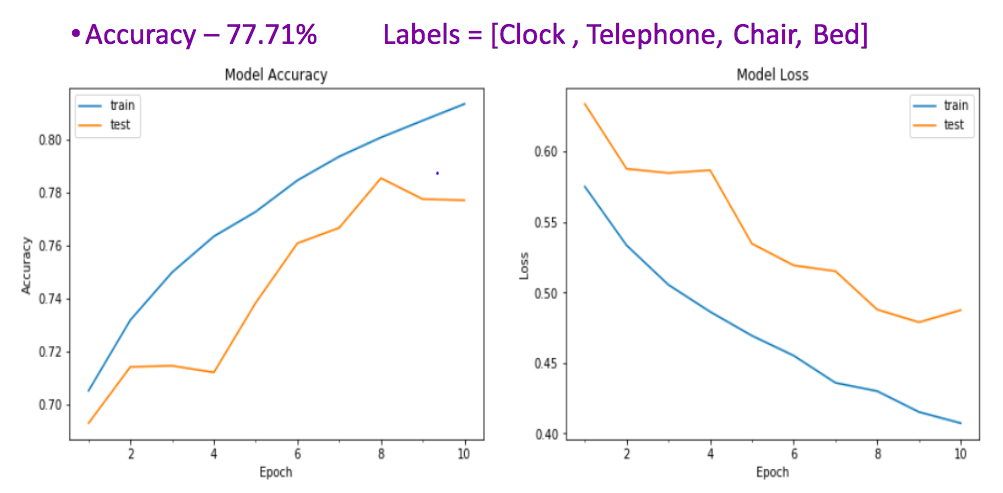 •Accuracy – 77.71% Labels = [Clock , Telephone, Chair, Bed]
Model Accuracy
train
test
0.80
0.78
0.76
0.74
0.72
0.70
Accuracy
2 4 6 8 10
Epoch
Model Loss
train
test
0.60
0.55
0.50
0.45
0.40
Loss
2 4 6 8 10
Epoch